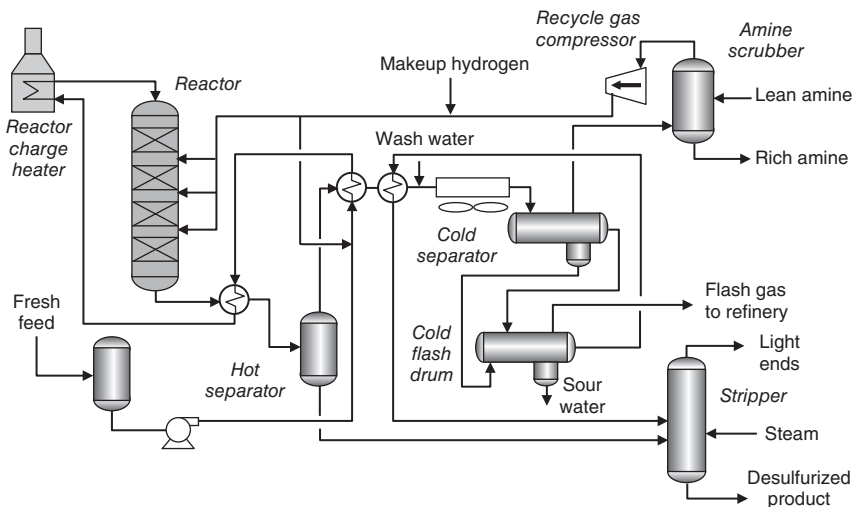 Recycle gas
compressor
Amine
scrubber
Makeup hydrogen
Reactor
Lean amine
Reactor
charge
heater
Wash water
Rich amine
Cold
separator
Fresh
feed
Flash gas
to refinery
Hot
separator
Cold
flash
drum
Light
ends
Sour
water
Stripper
Steam
Desulfurized
product